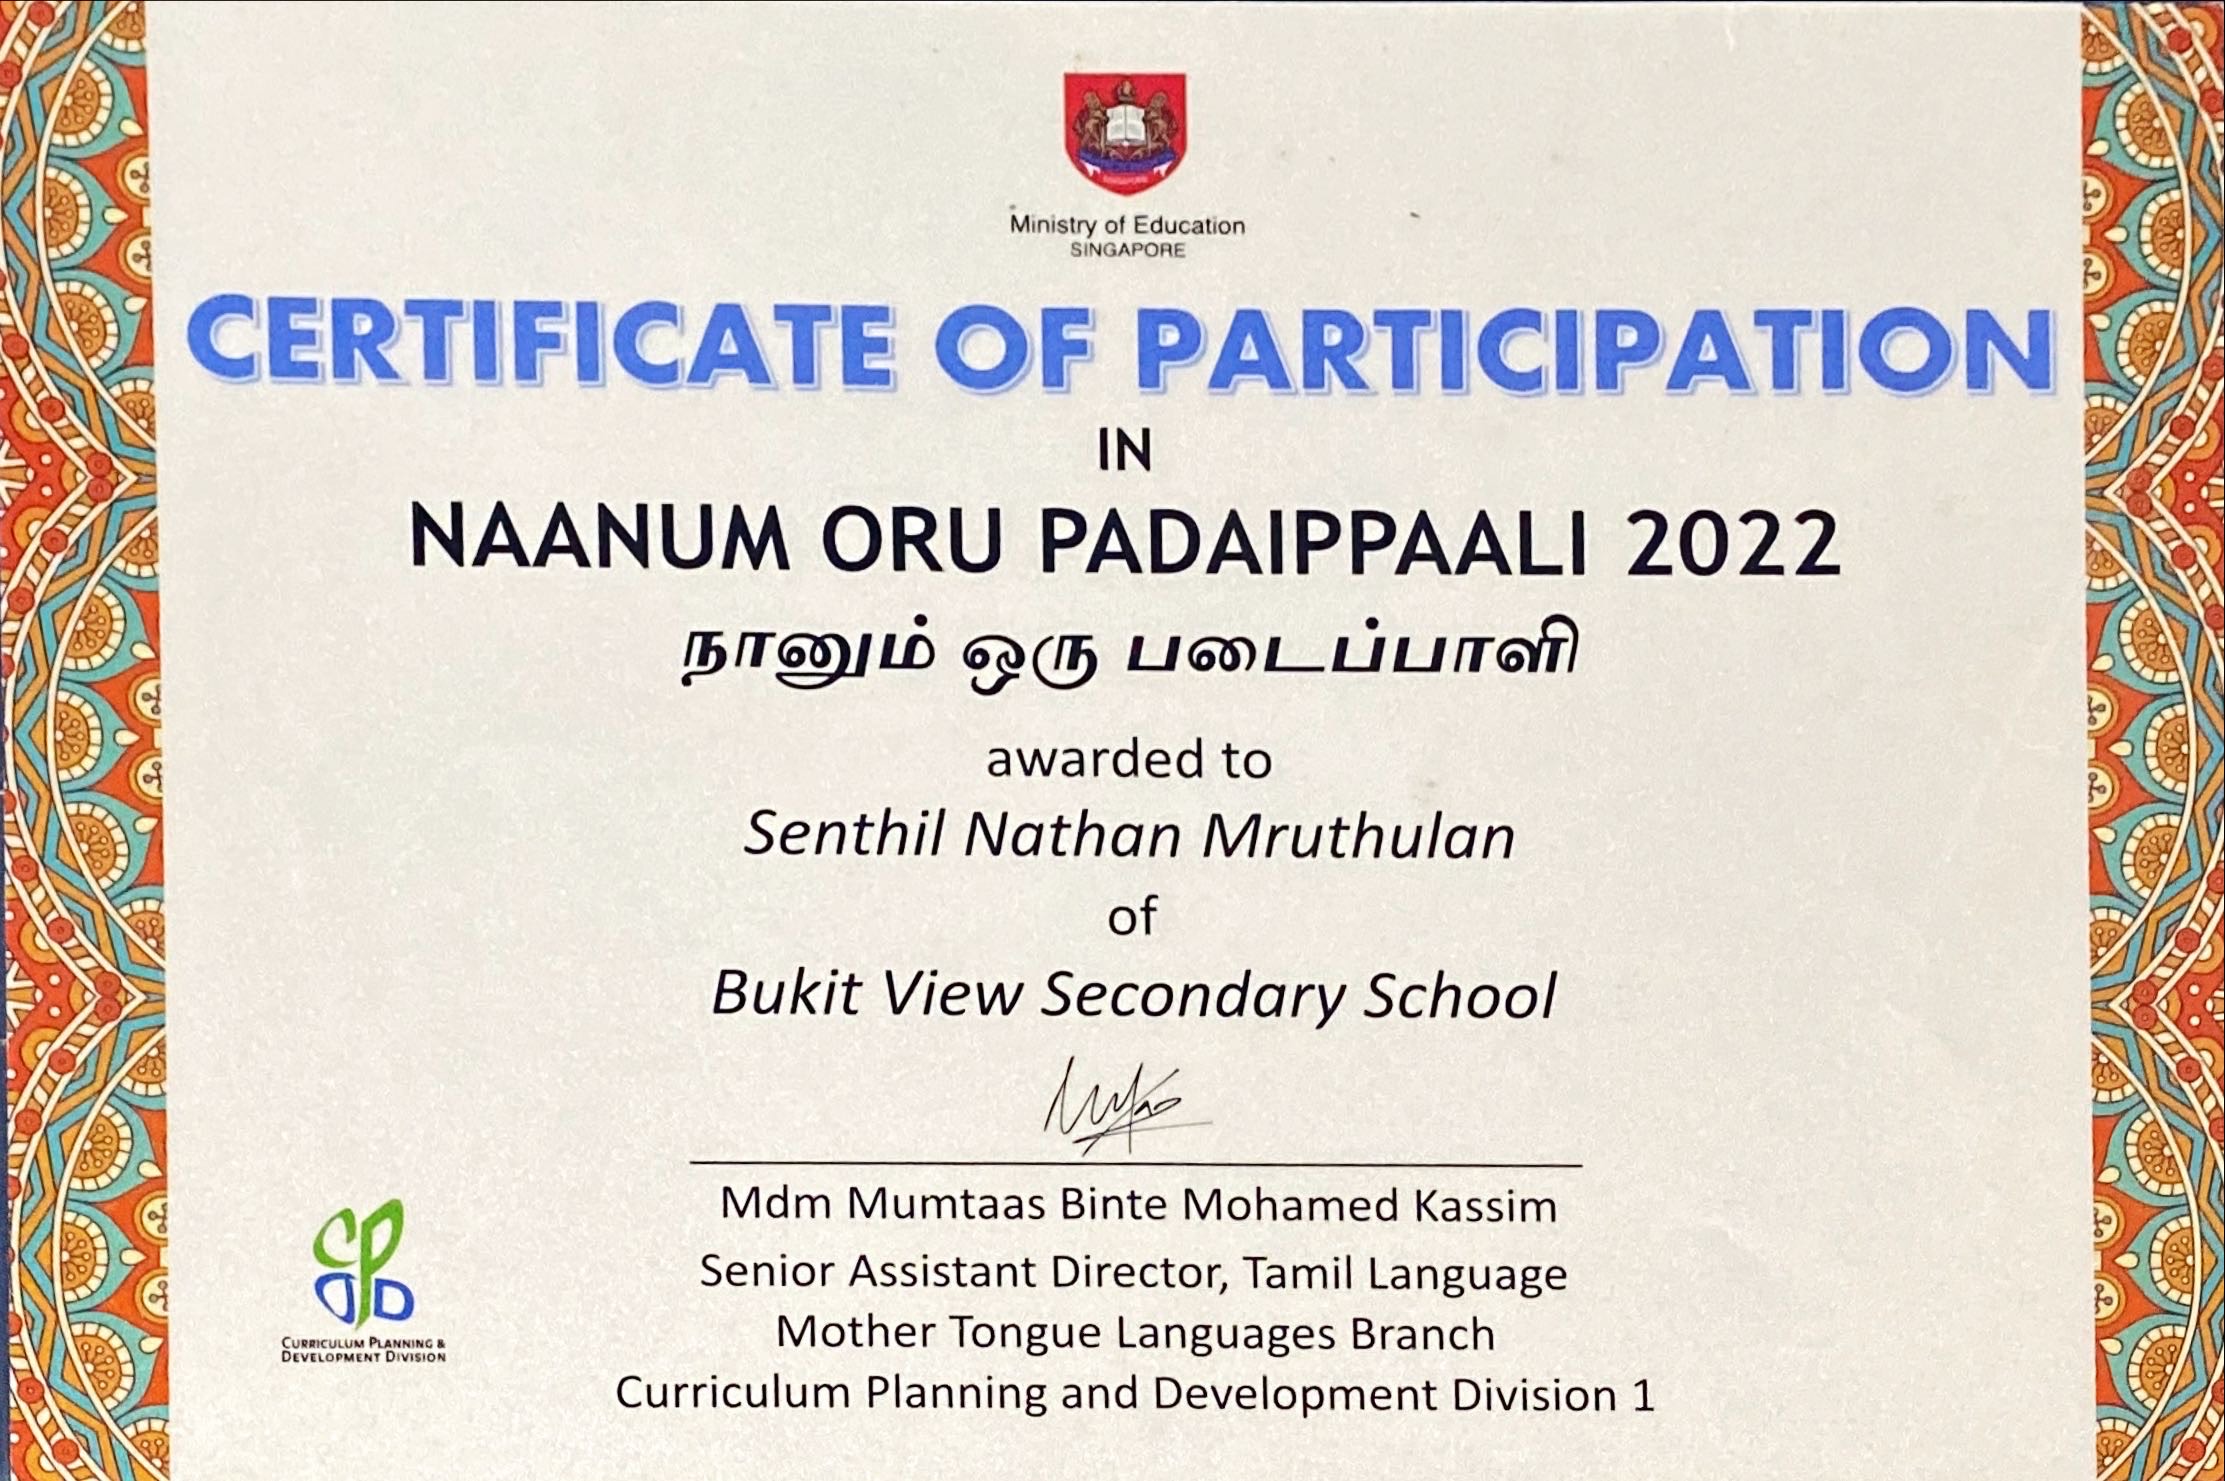 Ministry of Education
SINGAPORE
CERTIFICATE OF PARTICIPATION
IN
NAANUM ORU PADAIPPAALI 2022
நானும் ஒரு படைப்பாளி
awarded to
Senthil Nathan Mruthulan
of
Bukit View Secondary School
Mdm Mumtaas Binte Mohamed Kassim
Senior Assistant Director, Tamil Language
Mother Tongue Languages Branch
Curriculum Planning and Development Division 1
CPDD
CURRICULUM PLANNING &
DEVELOPMENT DIVISION